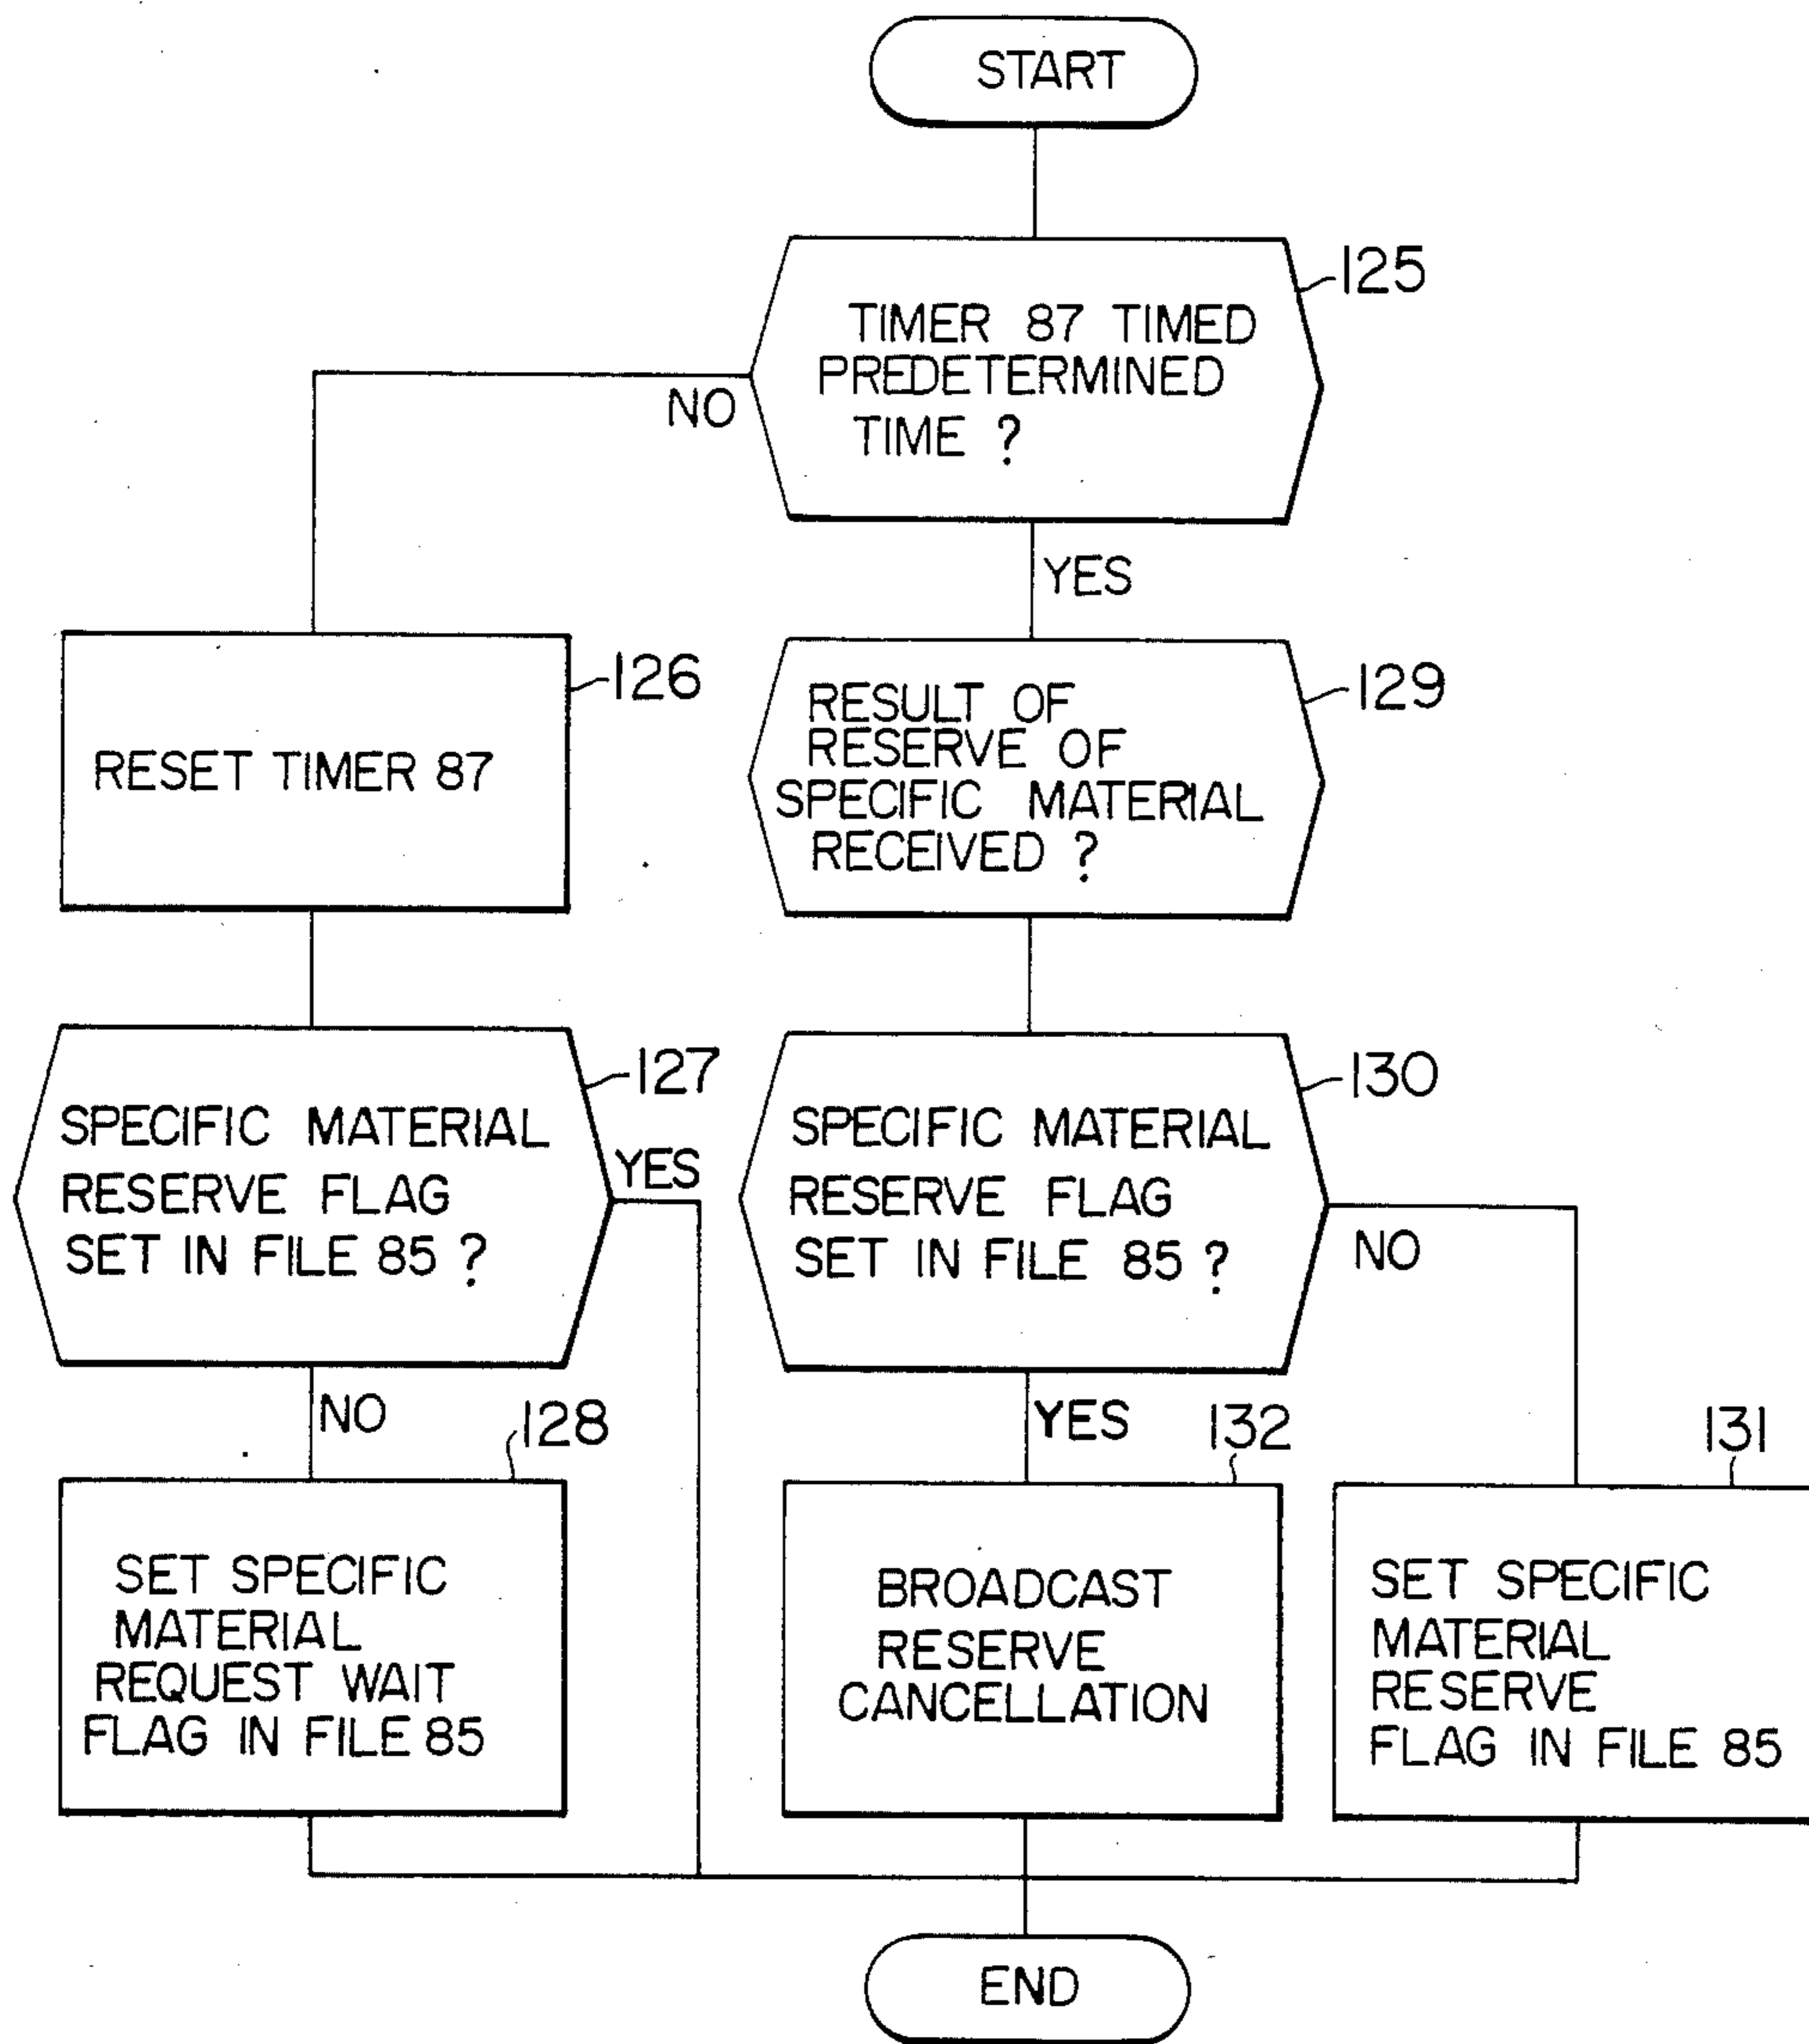 START
125
TIMER 87 TIMED
PREDETERMINED
TIME ?
NO
YES
126
RESET TIMER 87
129
RESULT OF
RESERVE OF
SPECIFIC MATERIAL
RECEIVED ?
127
SPECIFIC MATERIAL
RESERVE FLAG
SET IN FILE 85 ?
YES
NO
130
SPECIFIC MATERIAL
RESERVE FLAG
SET IN FILE 85 ?
NO
YES
128
SET SPECIFIC
MATERIAL
REQUEST WAIT
FLAG IN FILE 85
132
BROADCAST
RESERVE
CANCELLATION
131
SET SPECIFIC
MATERIAL
RESERVE
FLAG IN FILE 85
END